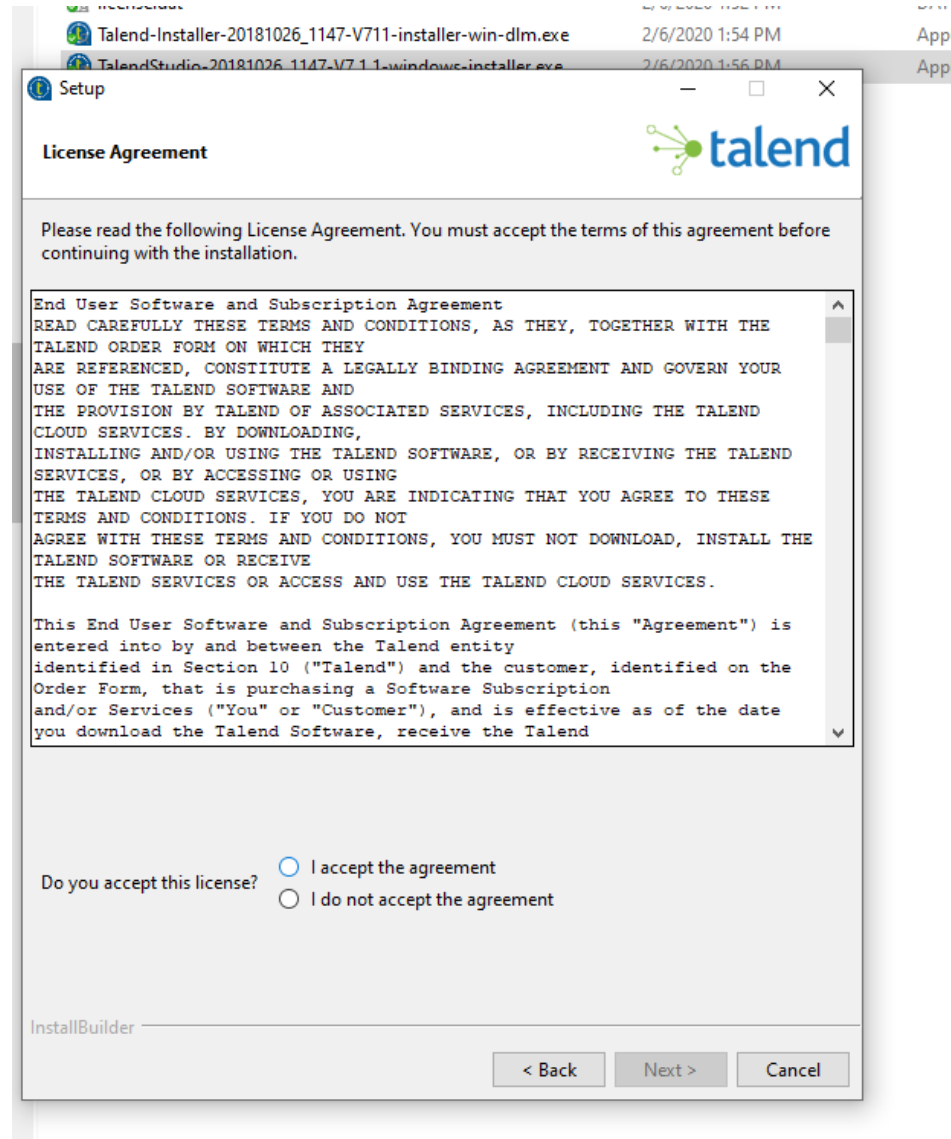 Talend-Installer-20181026_1147-V711-installer-win-dlm.exe 2/6/2020 1:54 PM App
TalendStudio-20181026_1147-V7.1.1-windows-installer.exe 2/6/2020 1:56 PM App
Setup
License Agreement
talend
Please read the following License Agreement. You must accept the terms of this agreement before
continuing with the installation.
End User Software and Subscription Agreement
READ CAREFULLY THESE TERMS AND CONDITIONS, AS THEY, TOGETHER WITH THE
TALEND ORDER FORM ON WHICH THEY
ARE REFERENCED, CONSTITUTE A LEGALLY BINDING AGREEMENT AND GOVERN YOUR
USE OF THE TALEND SOFTWARE AND
THE PROVISION BY TALEND OF ASSOCIATED SERVICES, INCLUDING THE TALEND
CLOUD SERVICES. BY DOWNLOADING,
INSTALLING AND/OR USING THE TALEND SOFTWARE, OR BY RECEIVING THE TALEND
SERVICES, OR BY ACCESSING OR USING
THE TALEND CLOUD SERVICES, YOU ARE INDICATING THAT YOU AGREE TO THESE
TERMS AND CONDITIONS. IF YOU DO NOT
AGREE WITH THESE TERMS AND CONDITIONS, YOU MUST NOT DOWNLOAD, INSTALL THE
TALEND SOFTWARE OR RECEIVE
THE TALEND SERVICES OR ACCESS AND USE THE TALEND CLOUD SERVICES.
This End User Software and Subscription Agreement (this "Agreement") is
entered into by and between the Talend entity
identified in Section 10 ("Talend") and the customer, identified on the
Order Form, that is purchasing a Software Subscription
and/or Services ("You" or "Customer"), and is effective as of the date
you download the Talend Software, receive the Talend
Do you accept this license?
I accept the agreement
I do not accept the agreement
InstallBuilder
< Back Next > Cancel